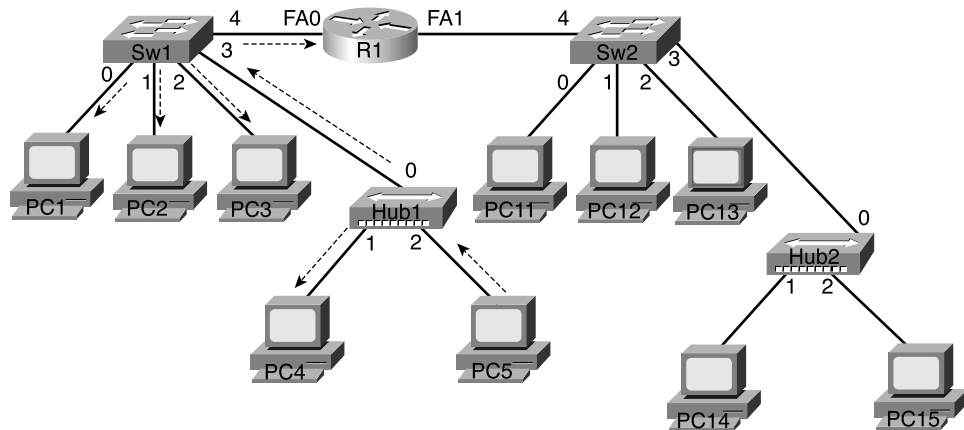 4 FA0 FA1 4
Sw1 3 R1 Sw2 3
0 1 2 0 1 2
PC1 PC2 PC3 0 PC11 PC12 PC13
Hub1 0
1 2 Hub2
1 2
PC4 PC5
PC14 PC15